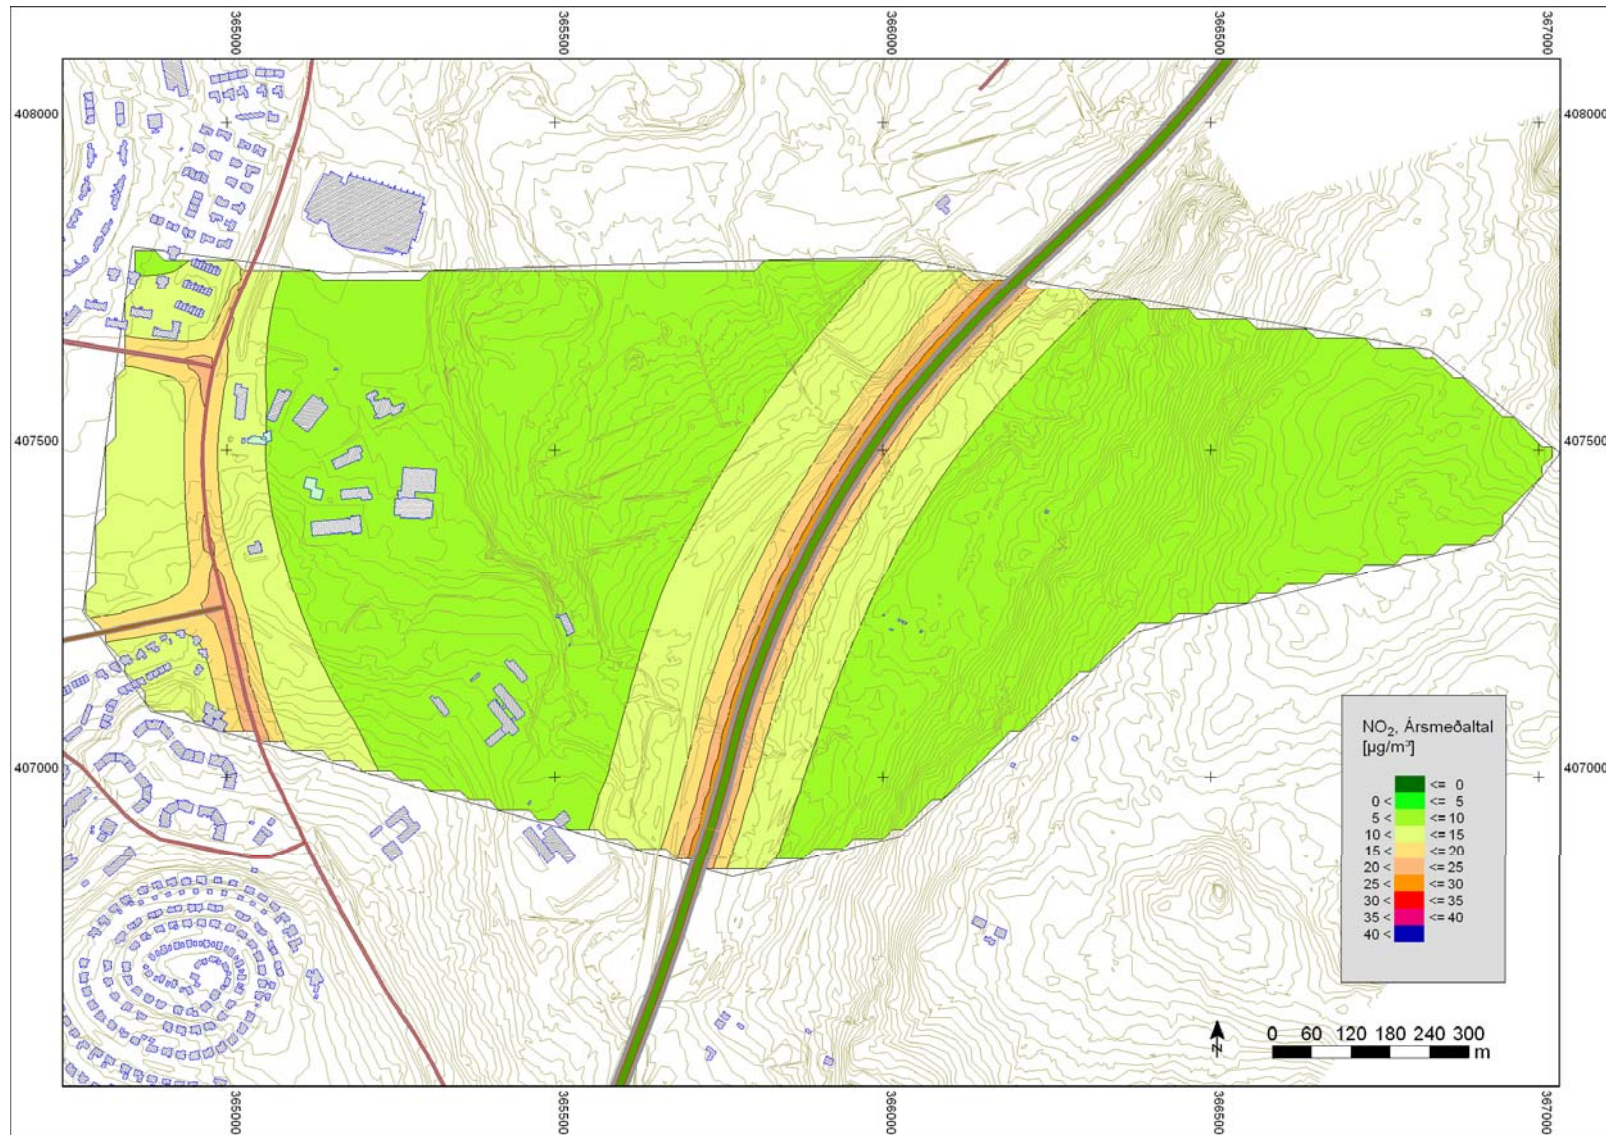 365000 365500 366000 366500 367000
408000 408000
407500 407500
407000 407000
NO₂, Ársmeðaltal
[µg/m³]
<= 0
0 < <= 5
5 < <= 10
10 < <= 15
15 < <= 20
20 < <= 25
25 < <= 30
30 < <= 35
35 < <= 40
40 <
N
0 60 120 180 240 300
m
365000 365500 366000 366500 367000